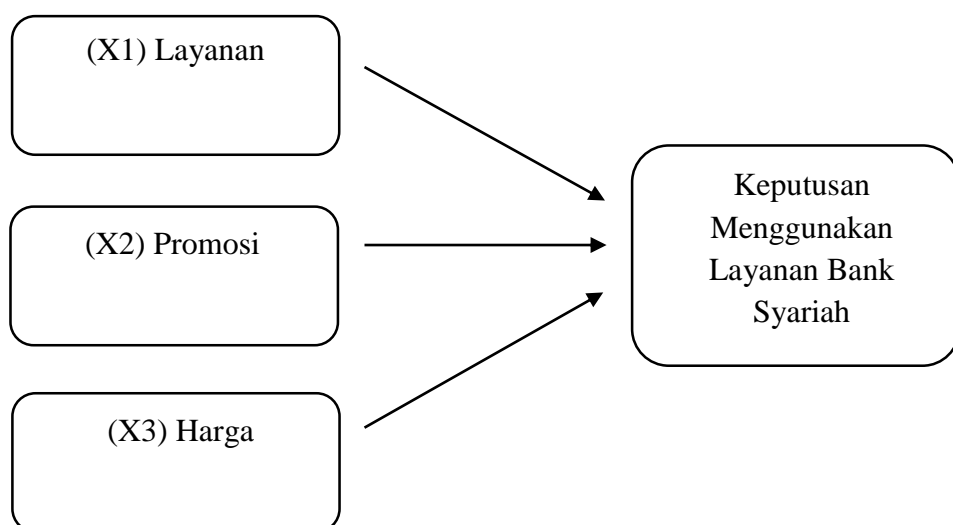 (X1) Layanan
(X2) Promosi
(X3) Harga
Keputusan
Menggunakan
Layanan Bank
Syariah